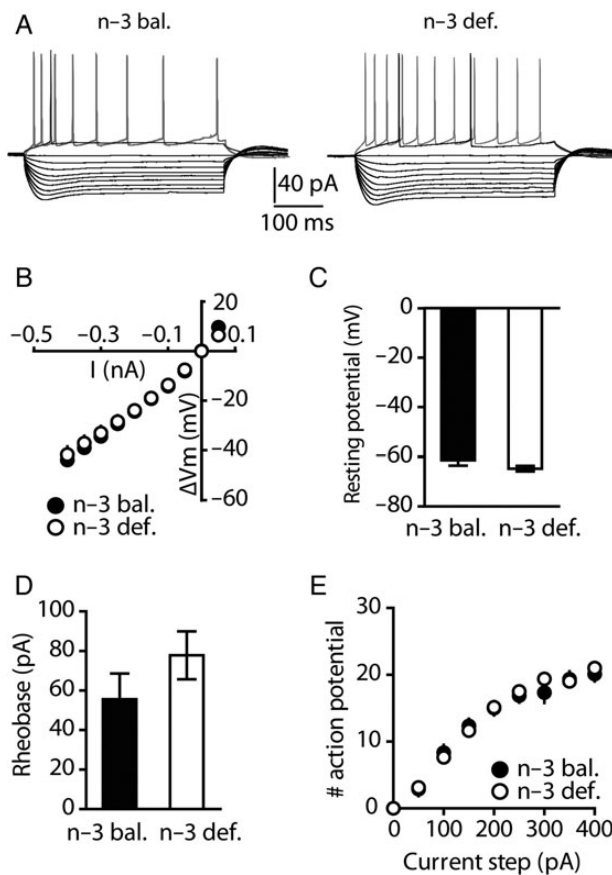 A
n–3 bal.
n–3 def.
40 pA
100 ms
B
20
–0.5
–0.3
–0.1
0.1
I (nA)
–20
–40
–60
ΔVm (mV)
n–3 bal.
n–3 def.
C
0
–20
–40
–60
–80
Resting potential (mV)
n–3 bal.
n–3 def.
D
100
80
60
40
20
0
Rheobase (pA)
n–3 bal.
n–3 def.
E
30
20
10
0
# action potential
n–3 bal.
n–3 def.
0
100
200
300
400
Current step (pA)